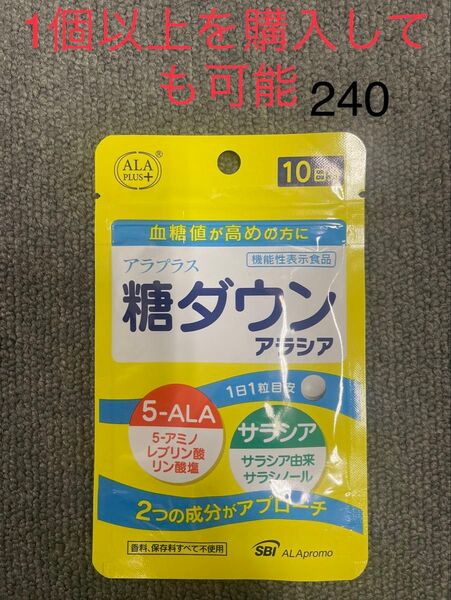 1個以上を購入して
も可能 240
ALA
PLUS+
®
10日分
血糖値が高めの方に
アラプラス
機能性表示食品
糖ダウン
アラシア
1日1粒目安
5-ALA
5-アミノ
レブリン酸
リン酸塩
サラシア
サラシア由来
サラシノール
2つの成分がアプローチ
香料、保存料すべて不使用
SBI ALApromo